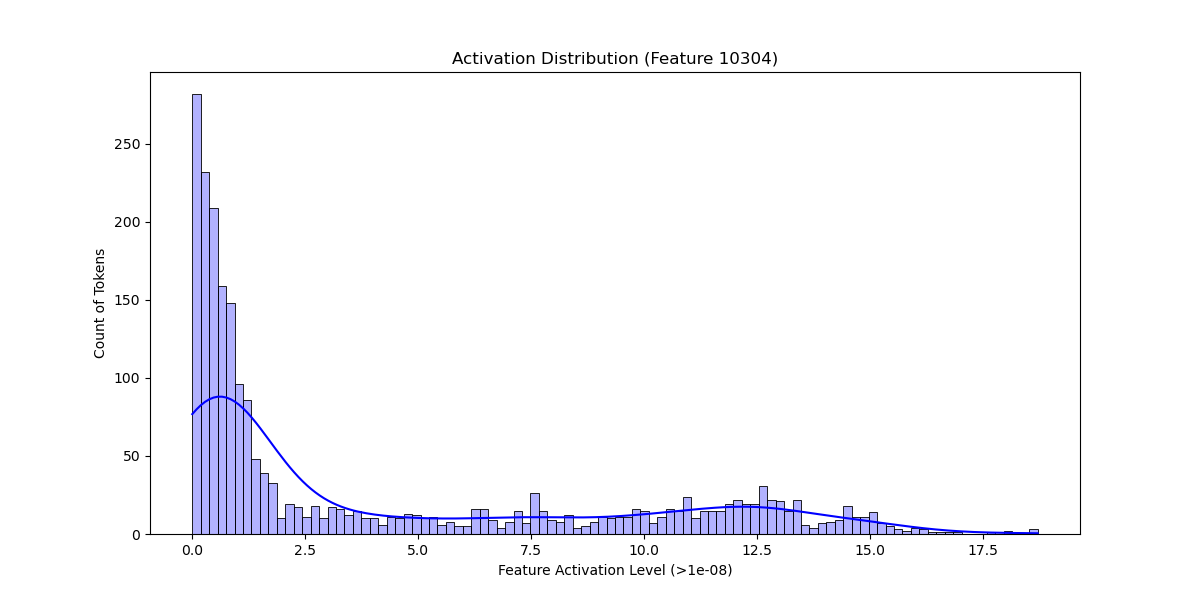 Activation Distribution (Feature 10304)
Count of Tokens
250
200
150
100
50
0
0.0 2.5 5.0 7.5 10.0 12.5 15.0 17.5
Feature Activation Level (>1e-08)